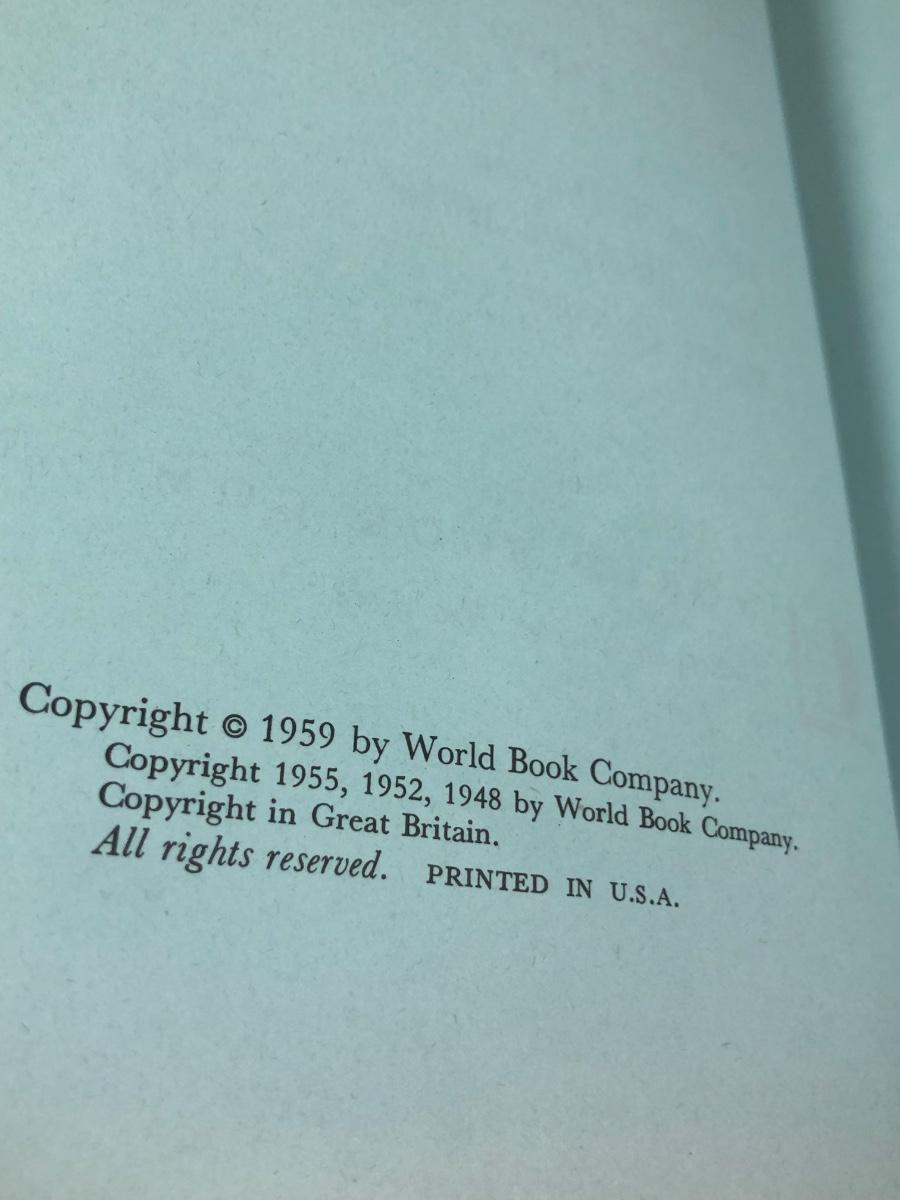 Copyright © 1959 by World Book Company.
Copyright 1955, 1952, 1948 by World Book Company.
Copyright in Great Britain.
All rights reserved. PRINTED IN U.S.A.